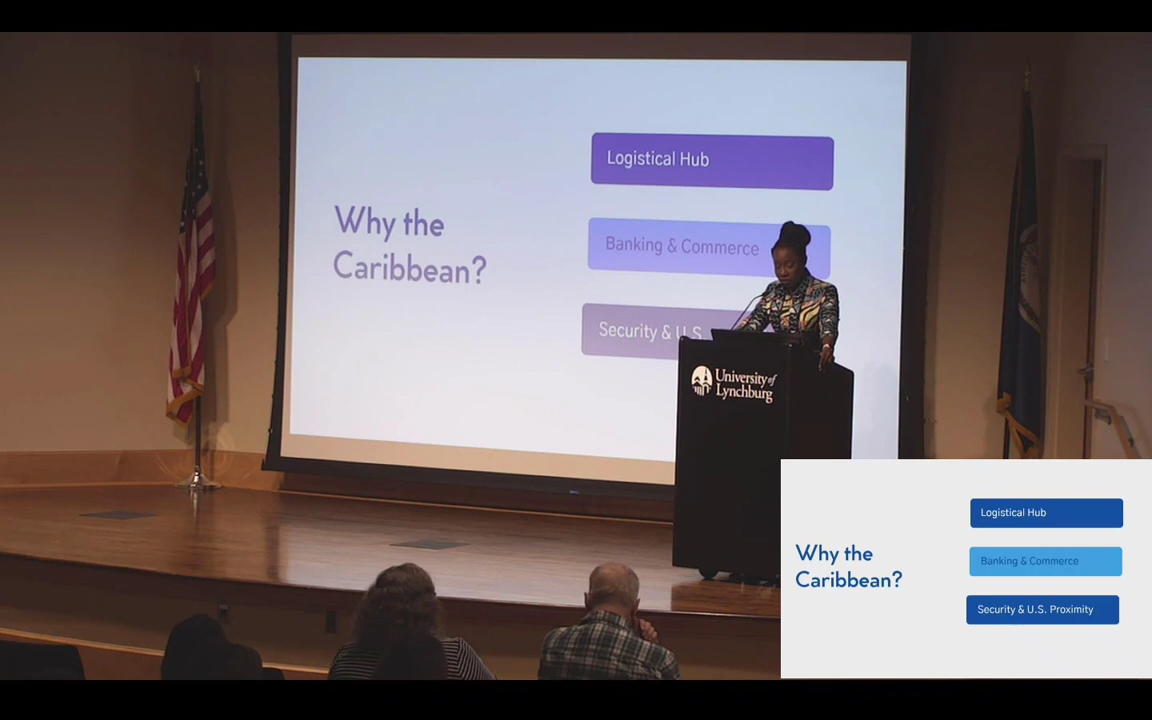 Why the
Caribbean?
Logistical Hub
Banking & Commerce
Security & U.S.
University of
Lynchburg
Why the
Caribbean?
Logistical Hub
Banking & Commerce
Security & U.S. Proximity